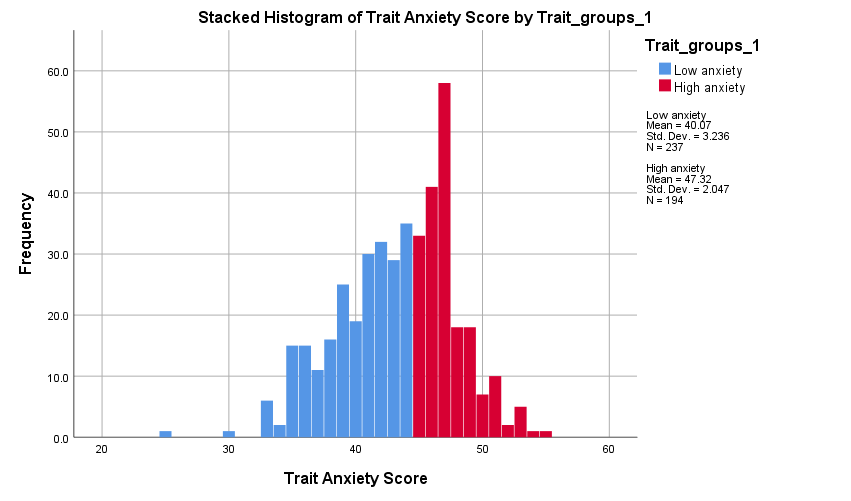 Stacked Histogram of Trait Anxiety Score by Trait_groups_1
Trait_groups_1
Low anxiety
High anxiety
Low anxiety
Mean = 40.07
Std. Dev. = 3.236
N = 237
High anxiety
Mean = 47.32
Std. Dev. = 2.047
N = 194
Frequency
60.0
50.0
40.0
30.0
20.0
10.0
0.0
20 30 40 50 60
Trait Anxiety Score